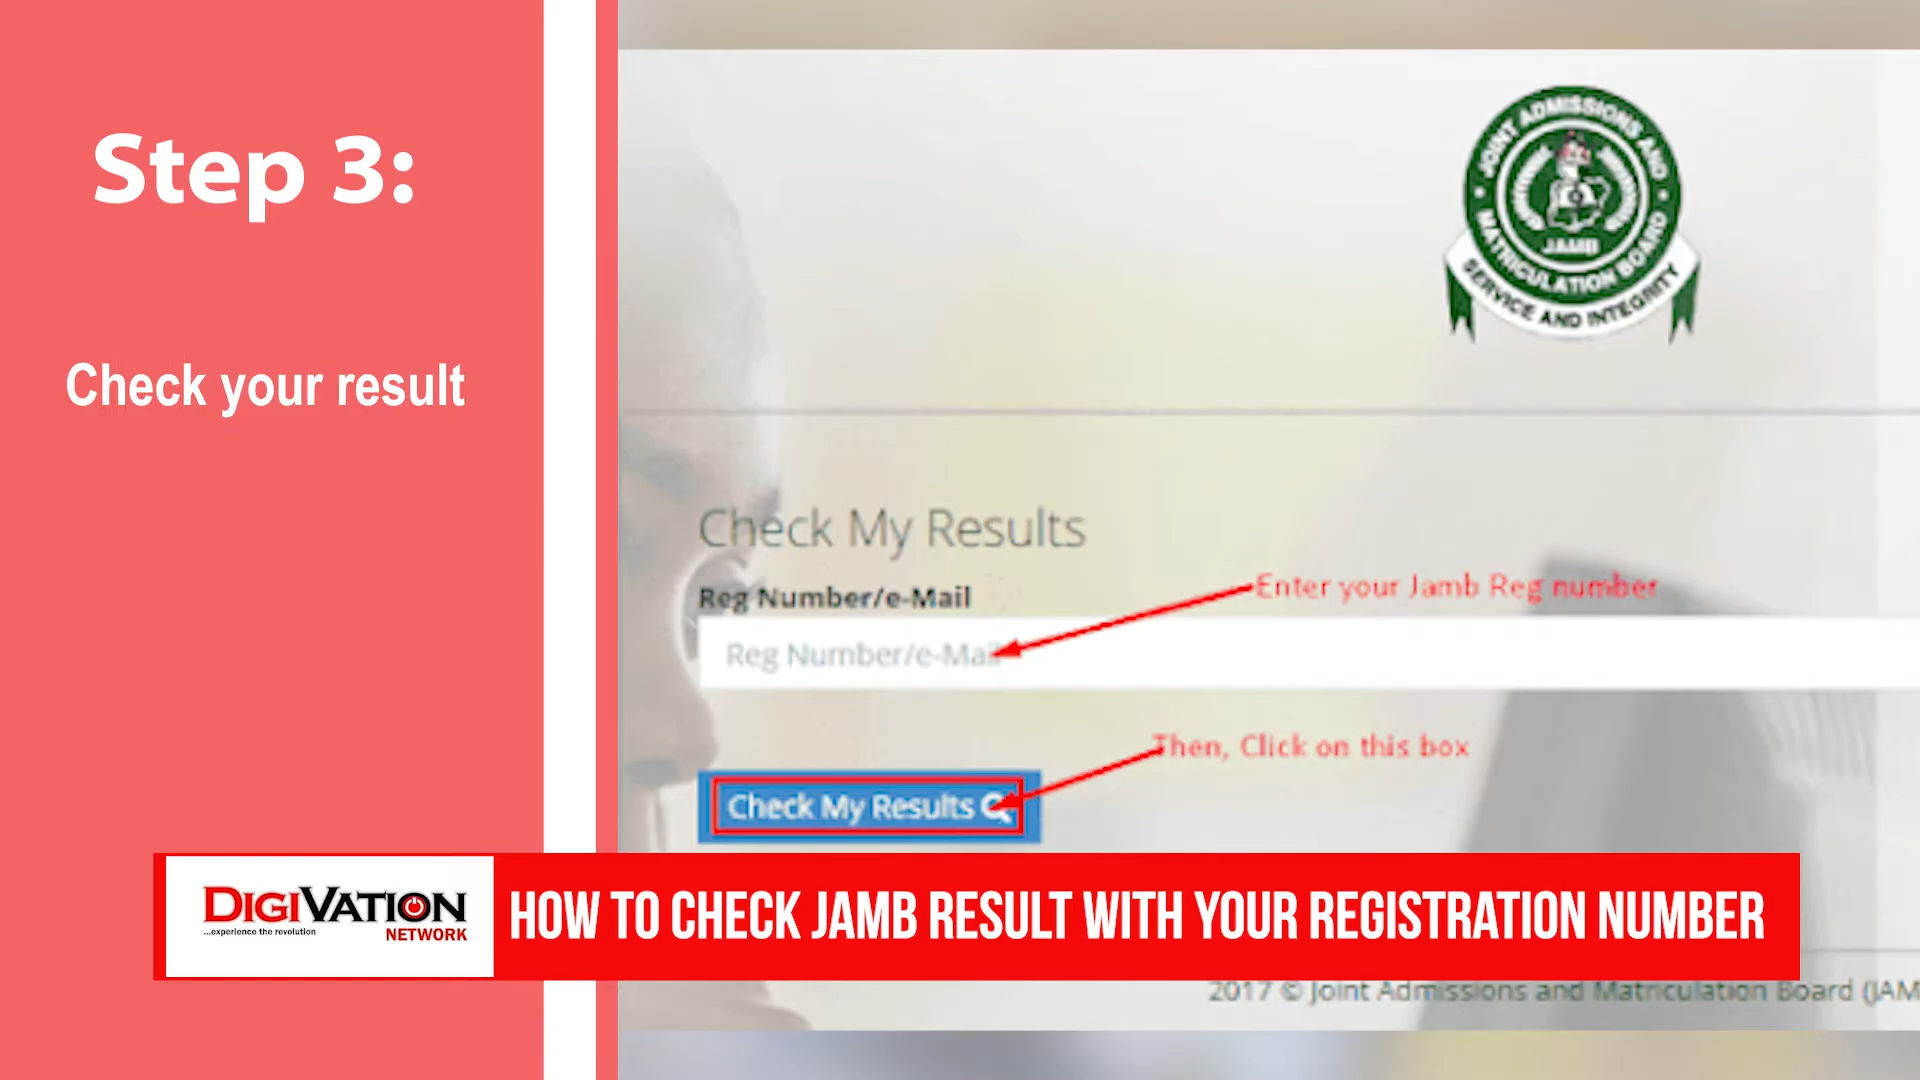 Step 3:
Check your result
JOINT ADMISSIONS AND
MATRICULATION BOARD
JAMB
SERVICE AND INTEGRITY
Check My Results
Reg Number/e-Mail
Enter your Jamb Reg number
Reg Number/e-Mail
Then, Click on this box
Check My Results
DIGIVATION
...experience the revolution
NETWORK
HOW TO CHECK JAMB RESULT WITH YOUR REGISTRATION NUMBER
2017 © Joint Admissions and Matriculation Board (JAM